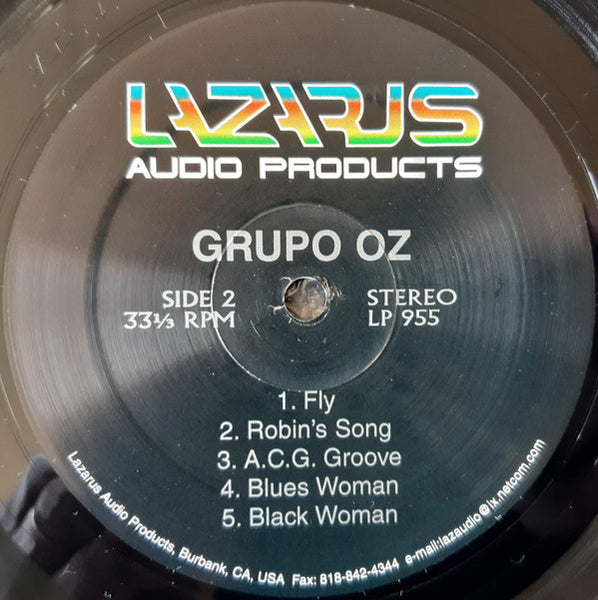 LAZARUS
AUDIO PRODUCTS
GRUPO OZ
SIDE 2
33⅓ RPM
STEREO
LP 955
1. Fly
2. Robin's Song
3. A.C.G. Groove
4. Blues Woman
5. Black Woman
Lazarus Audio Products, Burbank, CA, USA Fax: 818-842-4344 e-mail:lazaudio@ix.netcom.com